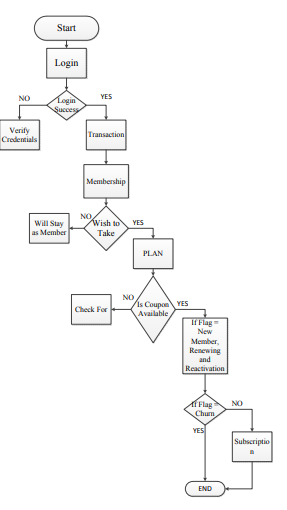 Start
Login
NO
Login
Success
YES
Verify
Credentials
Transaction
Membership
Will Stay
as Member
NO
Wish to
Take
YES
PLAN
NO
Is Coupon
Available
YES
Check For
If Flag =
New
Member,
Renewing
and
Reactivation
If Flag =
Churn
NO
YES
Subscriptio
n
END